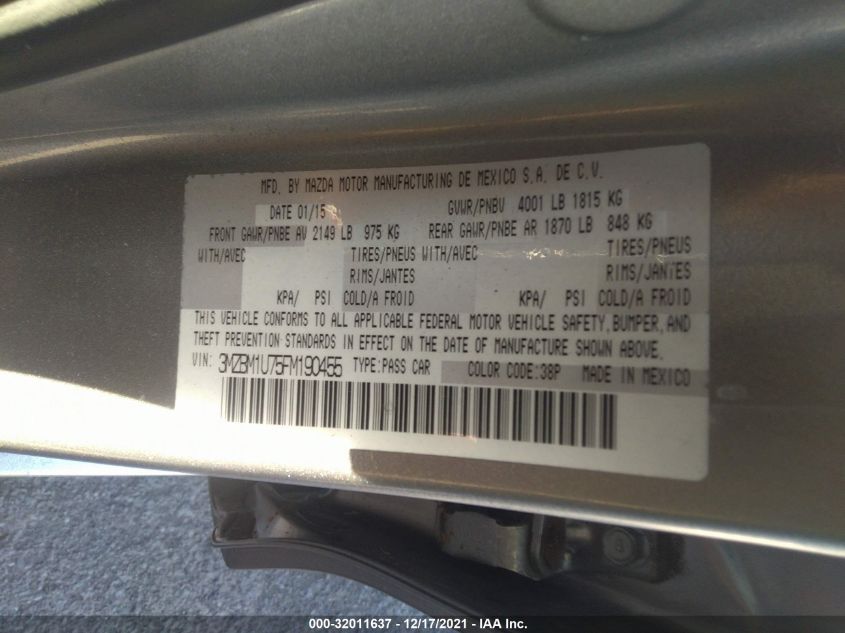 MFD. BY MAZDA MOTOR MANUFACTURING DE MEXICO S.A. DE C.V.
DATE 01/15 GVWR/PNBV 4001 LB 1815 KG
FRONT GAWR/PNBE AV 2149 LB 975 KG REAR GAWR/PNBE AR 1870 LB 848 KG
WITH/AVEC TIRES/PNEUS WITH/AVEC TIRES/PNEUS
RIMS/JANTES RIMS/JANTES
KPA/ PSI COLD/A FROID KPA/ PSI COLD/A FROID
THIS VEHICLE CONFORMS TO ALL APPLICABLE FEDERAL MOTOR VEHICLE SAFETY, BUMPER, AND
THEFT PREVENTION STANDARDS IN EFFECT ON THE DATE OF MANUFACTURE SHOWN ABOVE.
VIN: 3MZBM1U75FM190455 TYPE:PASS CAR COLOR CODE:38P MADE IN MEXICO
000-32011637 - 12/17/2021 - IAA Inc.